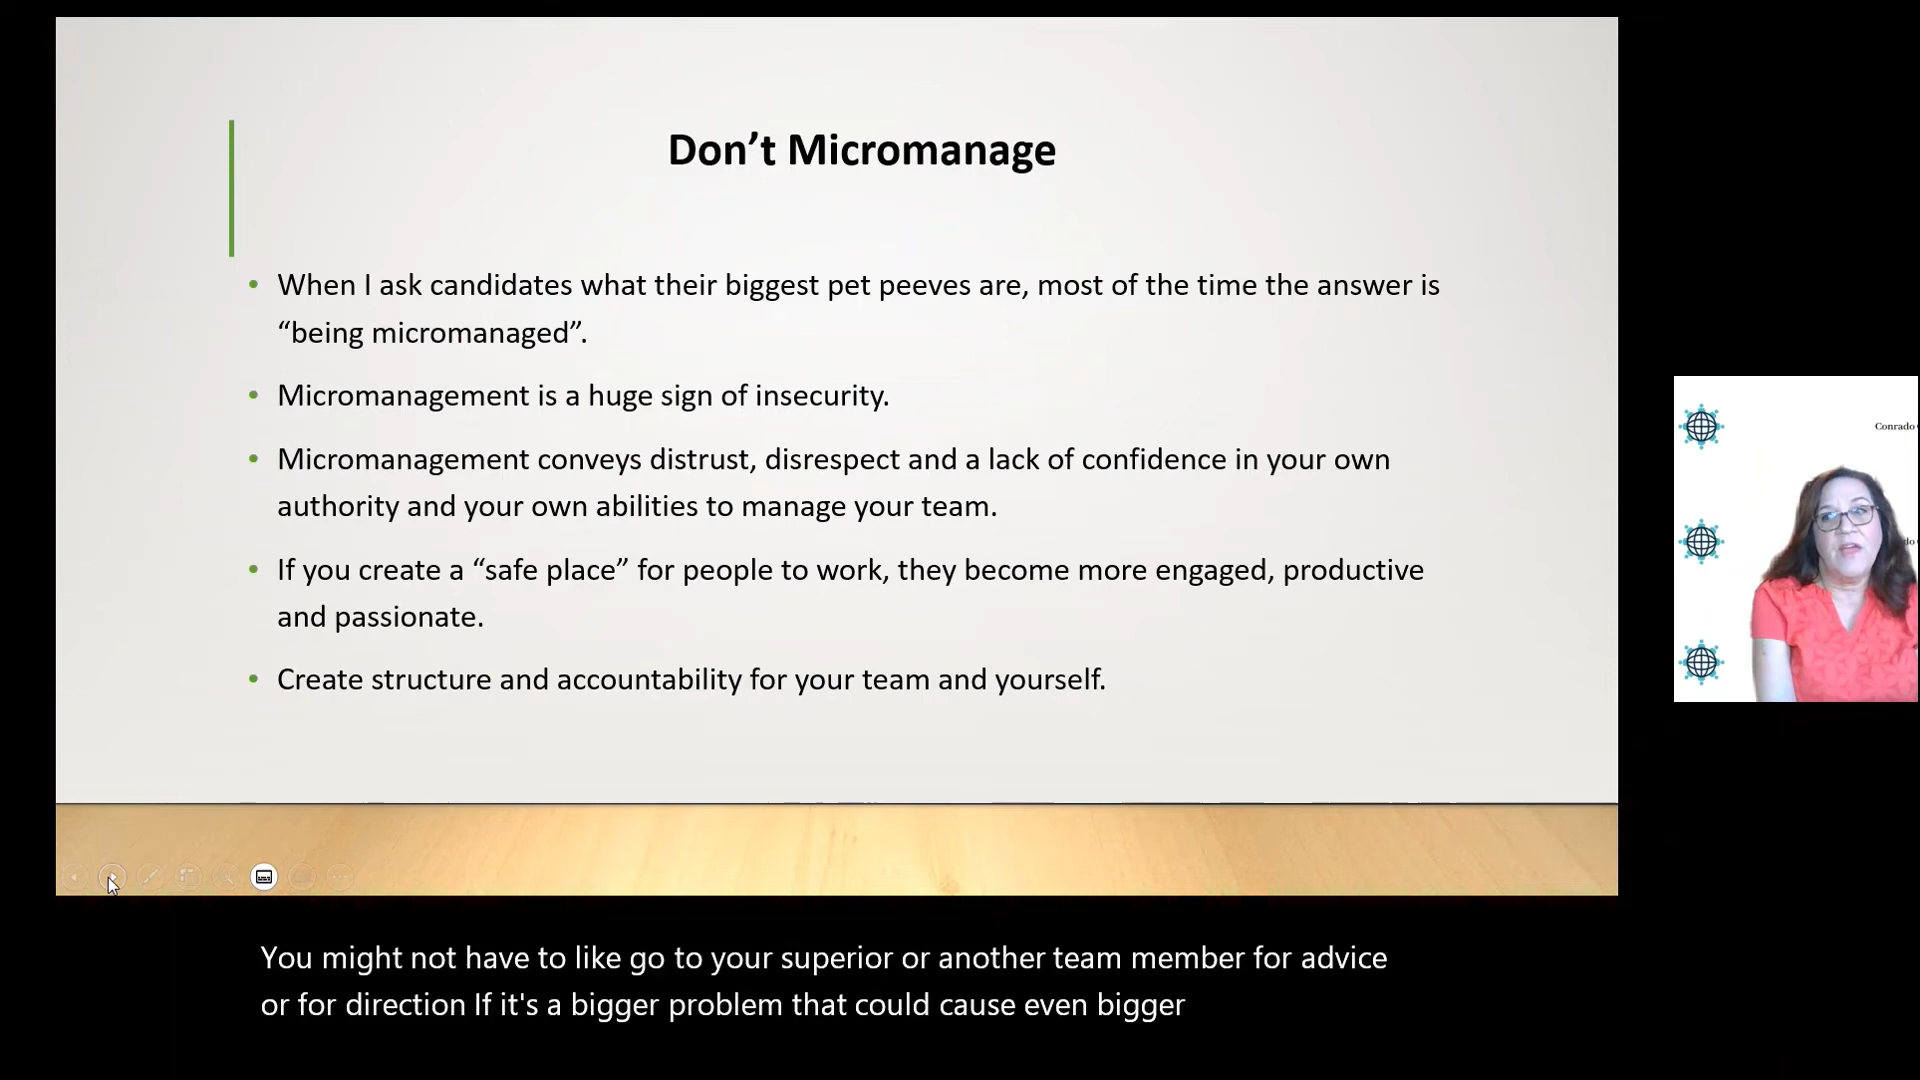 Don’t Micromanage
• When I ask candidates what their biggest pet peeves are, most of the time the answer is
“being micromanaged”.
• Micromanagement is a huge sign of insecurity.
• Micromanagement conveys distrust, disrespect and a lack of confidence in your own
authority and your own abilities to manage your team.
• If you create a “safe place” for people to work, they become more engaged, productive
and passionate.
• Create structure and accountability for your team and yourself.
Conrado
You might not have to like go to your superior or another team member for advice
or for direction If it's a bigger problem that could cause even bigger